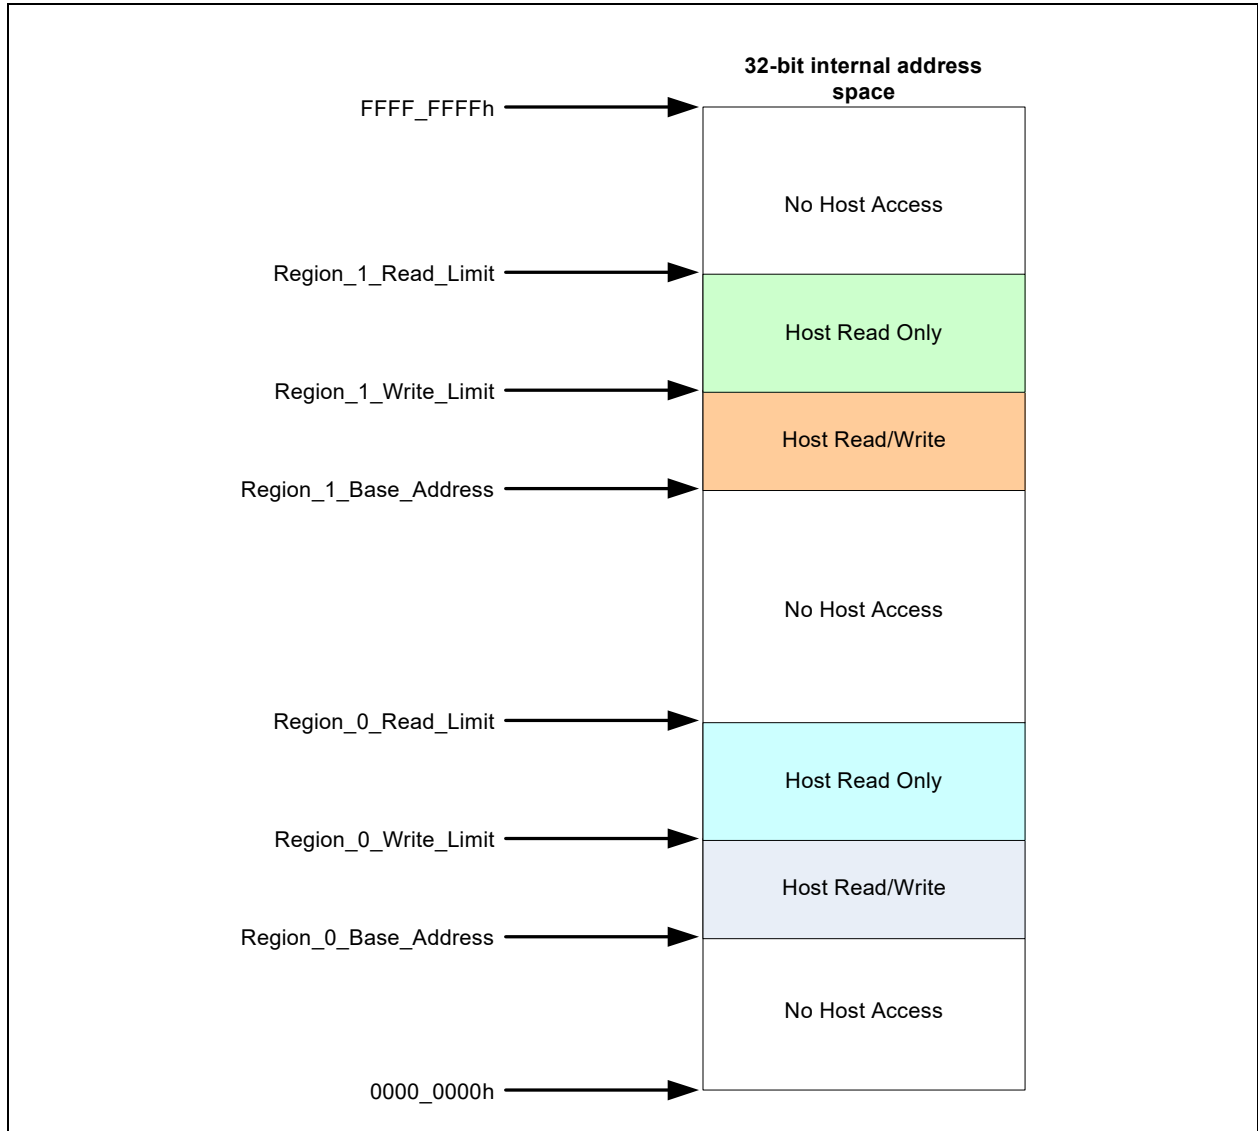 32-bit internal address
space
FFFF_FFFFh
No Host Access
Region_1_Read_Limit
Host Read Only
Region_1_Write_Limit
Host Read/Write
Region_1_Base_Address
No Host Access
Region_0_Read_Limit
Host Read Only
Region_0_Write_Limit
Host Read/Write
Region_0_Base_Address
No Host Access
0000_0000h